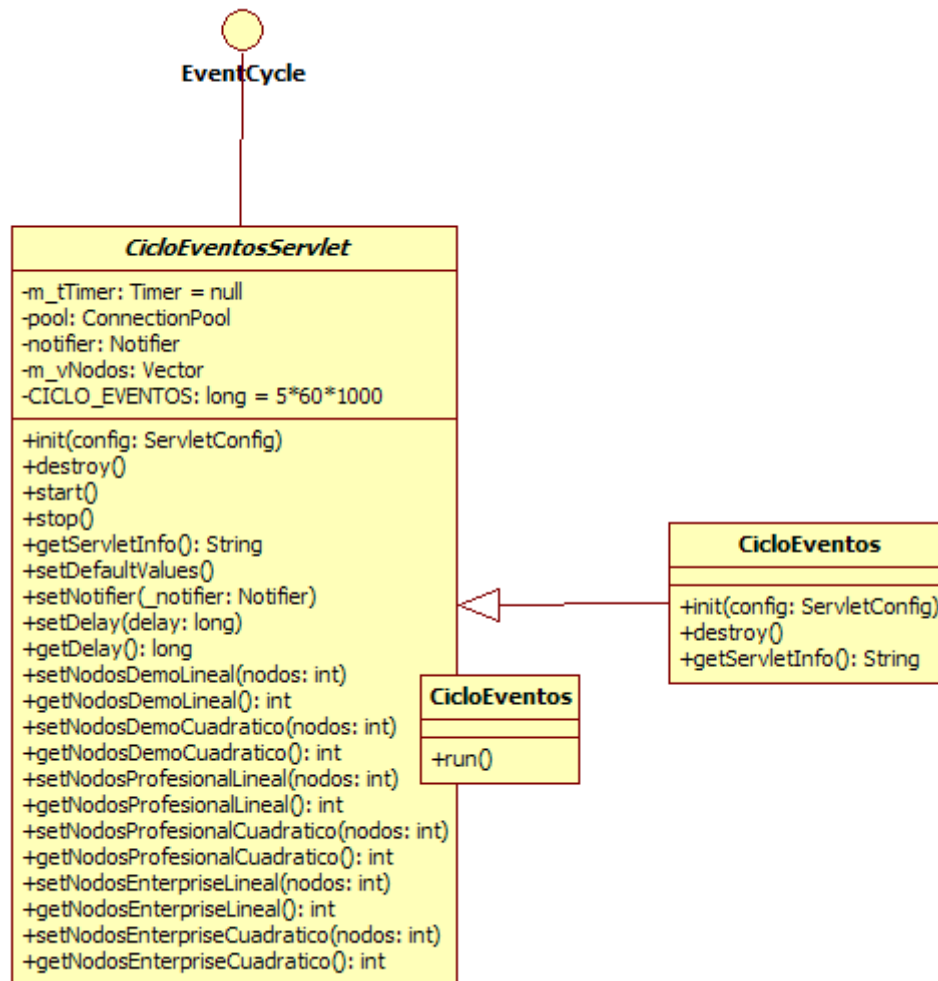 EventCycle
CicloEventosServlet
-m_tTimer: Timer = null
-pool: ConnectionPool
-notifier: Notifier
-m_vNodos: Vector
-CICLO_EVENTOS: long = 5*60*1000
+init(config: ServletConfig)
+destroy()
+start()
+stop()
+getServletInfo(): String
+setDefaultValues()
+setNotifier(_notifier: Notifier)
+setDelay(delay: long)
+getDelay(): long
+setNodosDemoLineal(nodos: int)
+getNodosDemoLineal(): int
+setNodosDemoCuadratico(nodos: int)
+getNodosDemoCuadratico(): int
+setNodosProfesionalLineal(nodos: int)
+getNodosProfesionalLineal(): int
+setNodosProfesionalCuadratico(nodos: int)
+getNodosProfesionalCuadratico(): int
+setNodosEnterpriseLineal(nodos: int)
+getNodosEnterpriseLineal(): int
+setNodosEnterpriseCuadratico(nodos: int)
+getNodosEnterpriseCuadratico(): int
CicloEventos
+run()
CicloEventos
+init(config: ServletConfig)
+destroy()
+getServletInfo(): String